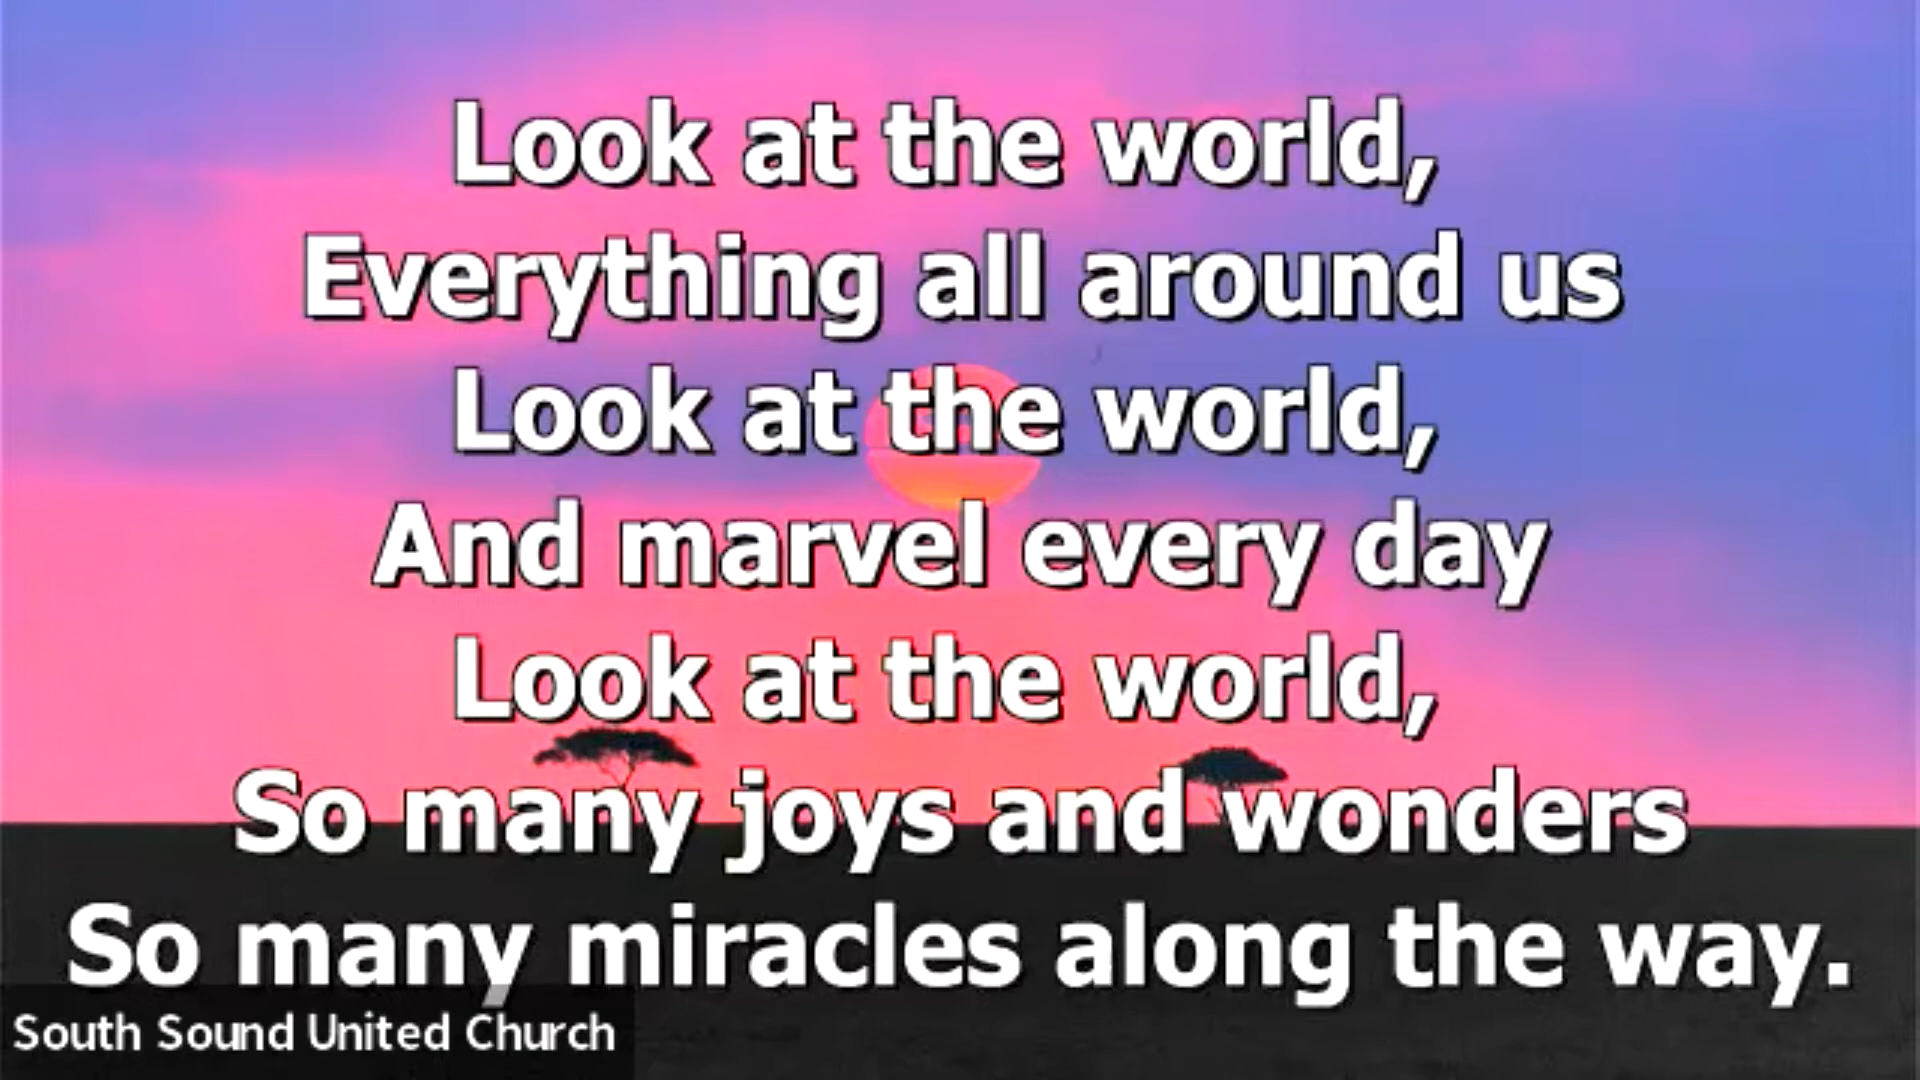 Look at the world,
Everything all around us
Look at the world,
And marvel every day
Look at the world,
So many joys and wonders
So many miracles along the way.
South Sound United Church